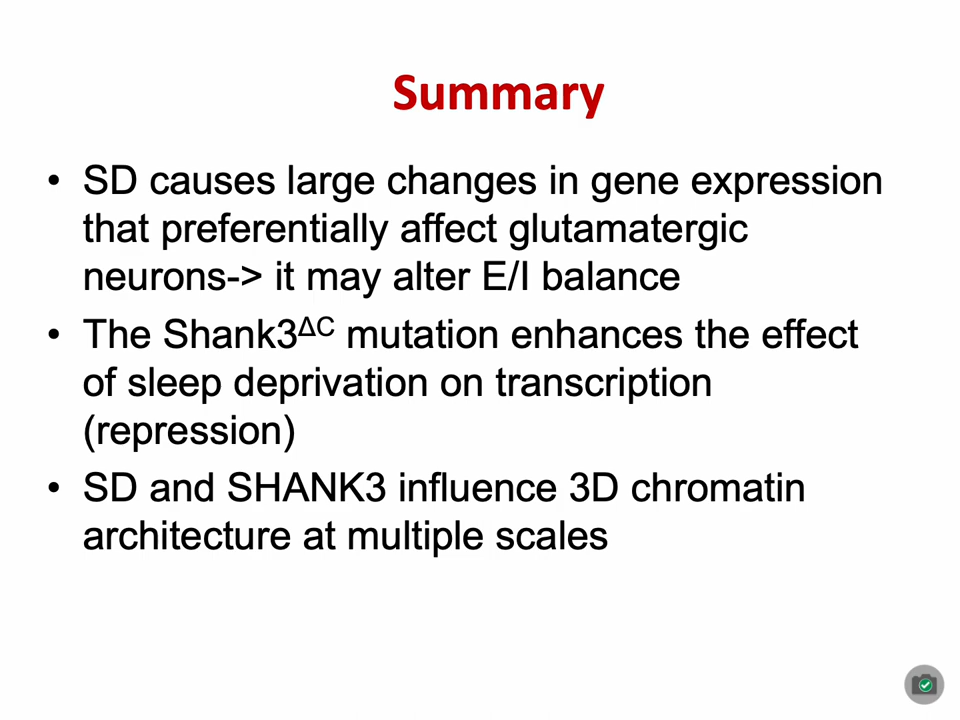 Summary
• SD causes large changes in gene expression
that preferentially affect glutamatergic
neurons-> it may alter E/I balance
• The Shank3ΔC mutation enhances the effect
of sleep deprivation on transcription
(repression)
• SD and SHANK3 influence 3D chromatin
architecture at multiple scales